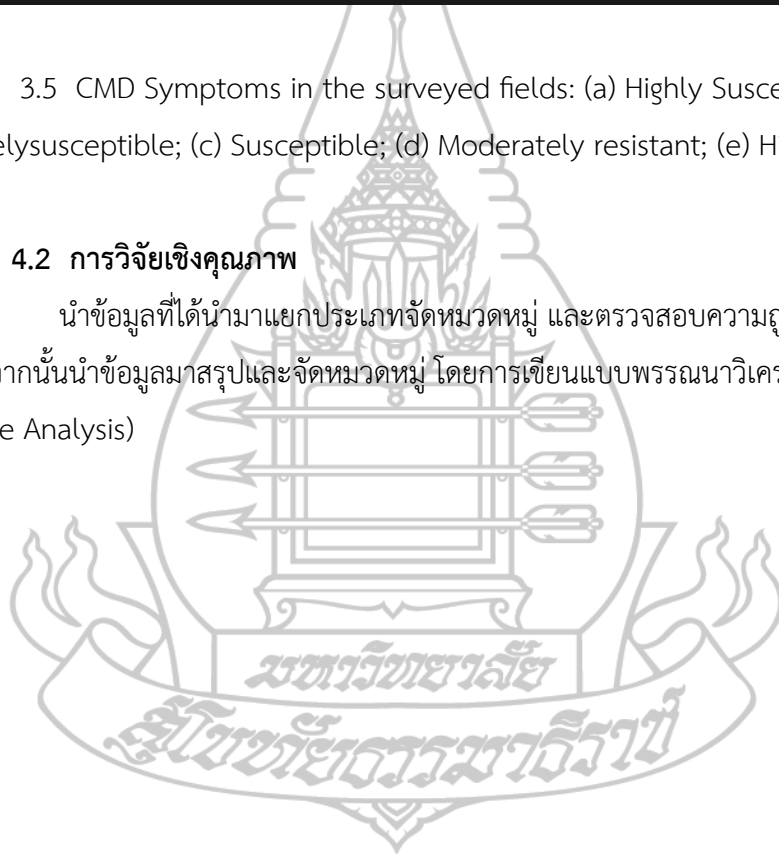 3.5 CMD Symptoms in the surveyed fields: (a) Highly Susce
elysusceptible; (c) Susceptible; (d) Moderately resistant; (e) H
4.2 การวิจัยเชิงคุณภาพ
นำข้อมูลที่ได้นำมาแยกประเภทจัดหมวดหมู่ และตรวจสอบความถู
ากนั้นนำข้อมูลมาสรุปและจัดหมวดหมู่ โดยการเขียนแบบพรรณนาวิเคร
e Analysis)
มหาวิทยาลัย
สุโขทัยธรรมาธิราช